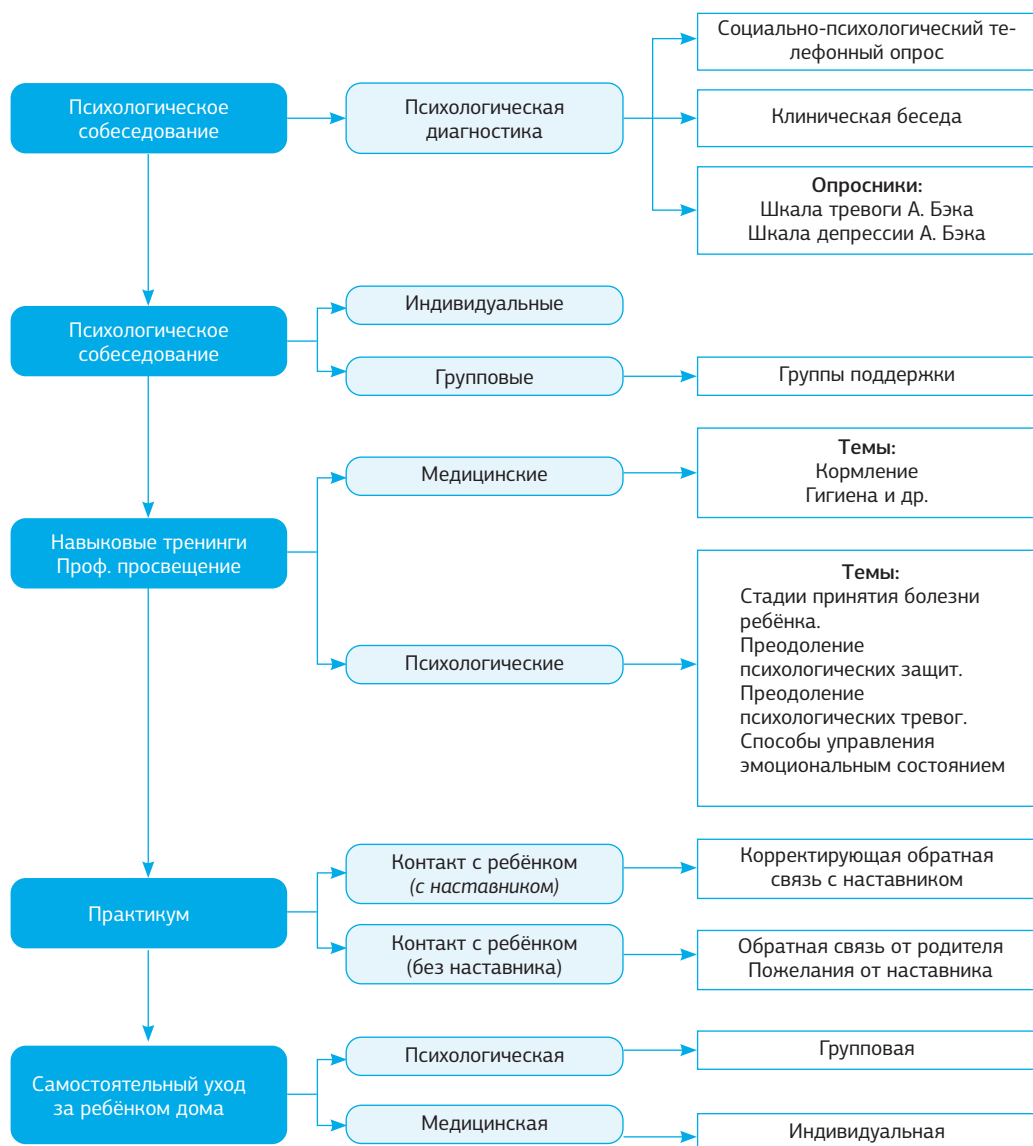 Социально-психологический те-
лефонный опрос
Психологическое
собеседование
Психологическая
диагностика
Клиническая беседа
Опросники:
Шкала тревоги А. Бэка
Шкала депрессии А. Бэка
Психологическое
собеседование
Индивидуальные
Групповые
Группы поддержки
Навыковые тренинги
Проф. просвещение
Медицинские
Темы:
Кормление
Гигиена и др.
Психологические
Темы:
Стадии принятия болезни
ребёнка.
Преодоление
психологических защит.
Преодоление
психологических тревог.
Способы управления
эмоциональным состоянием
Практикум
Контакт с ребёнком
(с наставником)
Корректирующая обратная
связь с наставником
Контакт с ребёнком
(без наставника)
Обратная связь от родителя
Пожелания от наставника
Самостоятельный уход
за ребёнком дома
Психологическая
Групповая
Медицинская
Индивидуальная